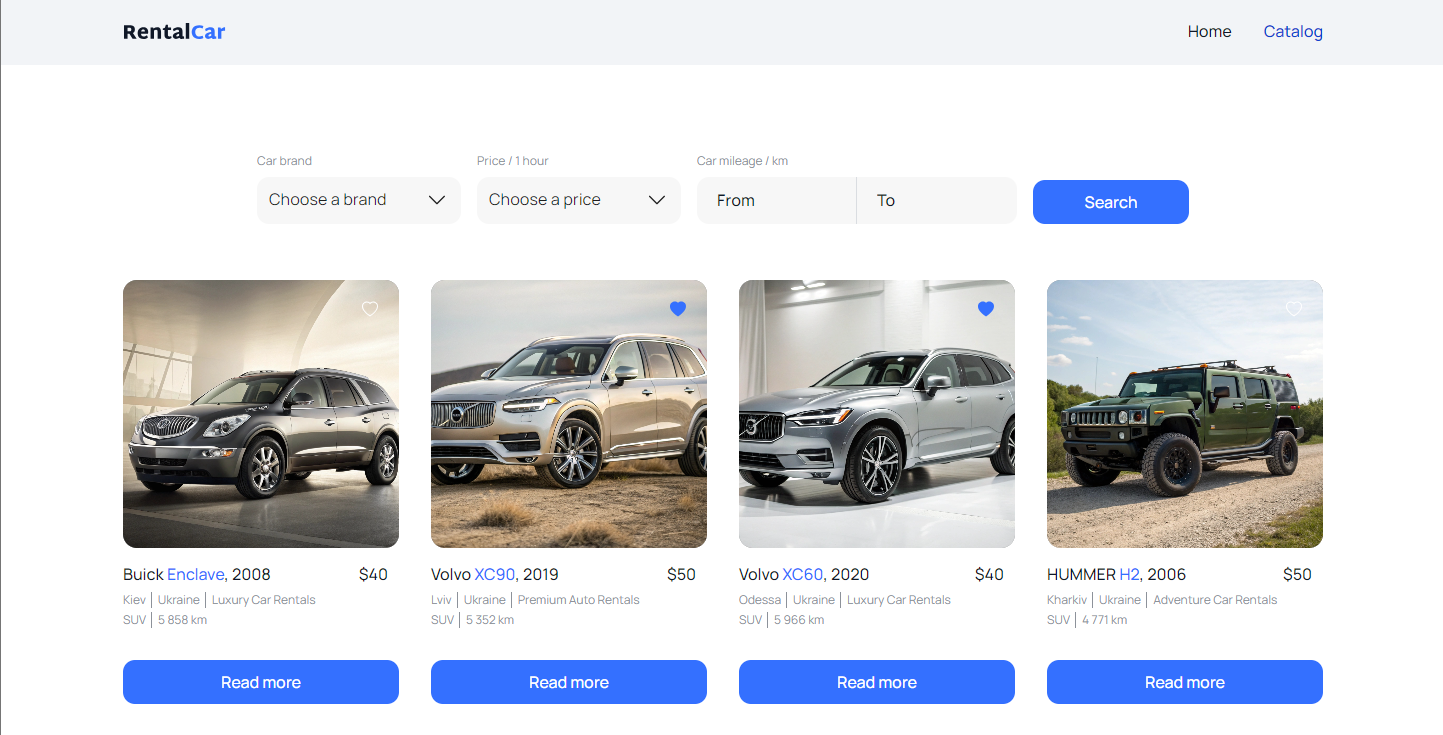 RentalCar
Home Catalog
Car brand Price / 1 hour Car mileage / km
Choose a brand Choose a price From To Search
Buick Enclave, 2008 $40
Kiev | Ukraine | Luxury Car Rentals
SUV | 5 858 km
Read more
Volvo XC90, 2019 $50
Lviv | Ukraine | Premium Auto Rentals
SUV | 5 352 km
Read more
Volvo XC60, 2020 $40
Odessa | Ukraine | Luxury Car Rentals
SUV | 5 966 km
Read more
HUMMER H2, 2006 $50
Kharkiv | Ukraine | Adventure Car Rentals
SUV | 4 771 km
Read more